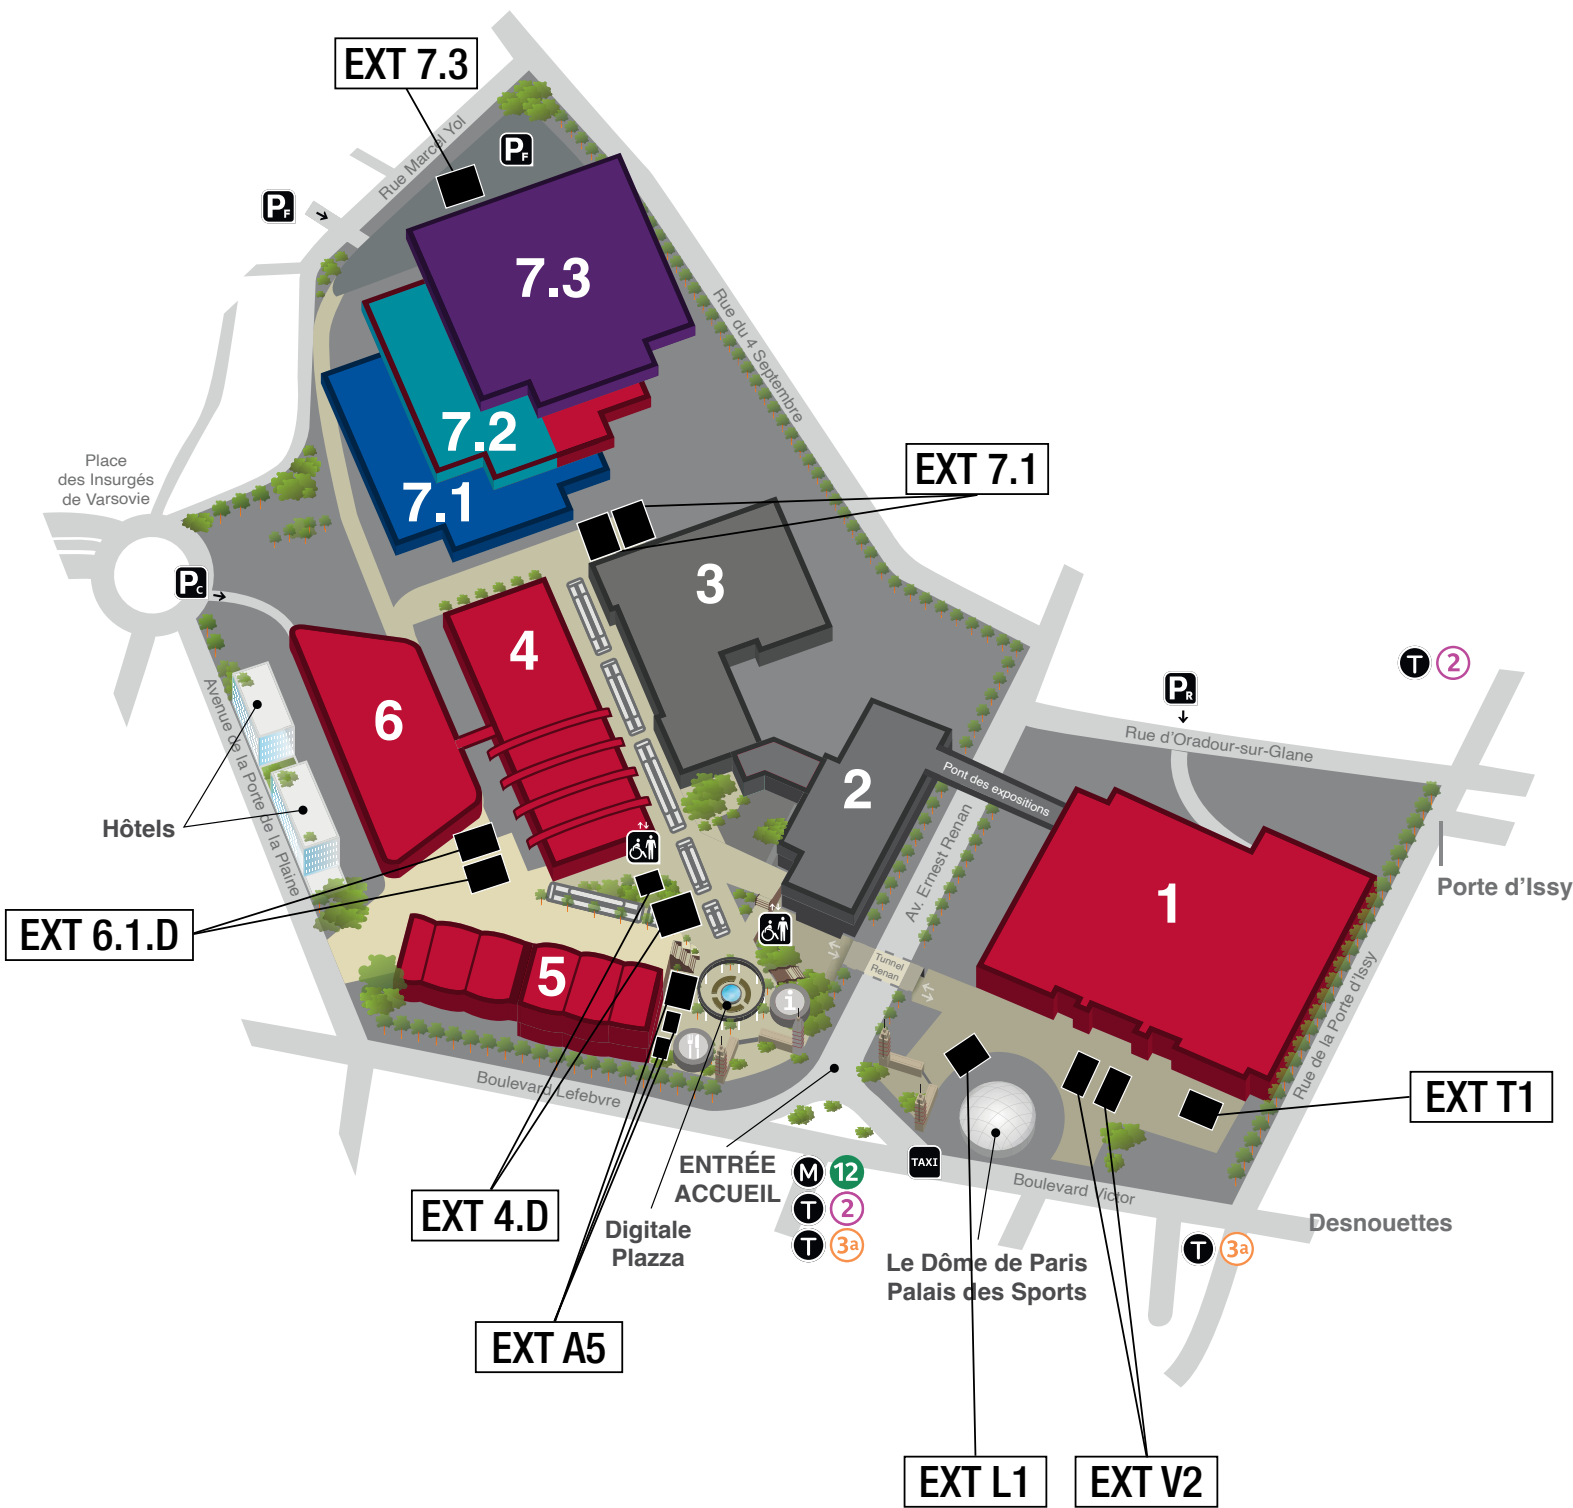 EXT 7.3
PF
Rue Marcel Yol
PF
7.3
Rue du 4 Septembre
7.2
7.1
EXT 7.1
Place
des Insurgés
de Varsovie
PC
3
4
6
T 2
PR
Rue d'Oradour-sur-Glane
Avenue de la Porte de la Plaine
Hôtels
2
Pont des expositions
Av. Ernest Renan
1
Porte d'Issy
EXT 6.1.D
5
Tunnel
Renan
i
Rue de la Porte d'Issy
Boulevard Lefebvre
EXT T1
ENTRÉE
ACCUEIL
M 12
T 2
T 3a
TAXI
Boulevard Victor
EXT 4.D
Digitale
Plazza
Desnouettes
T 3a
Le Dôme de Paris
Palais des Sports
EXT A5
EXT L1
EXT V2